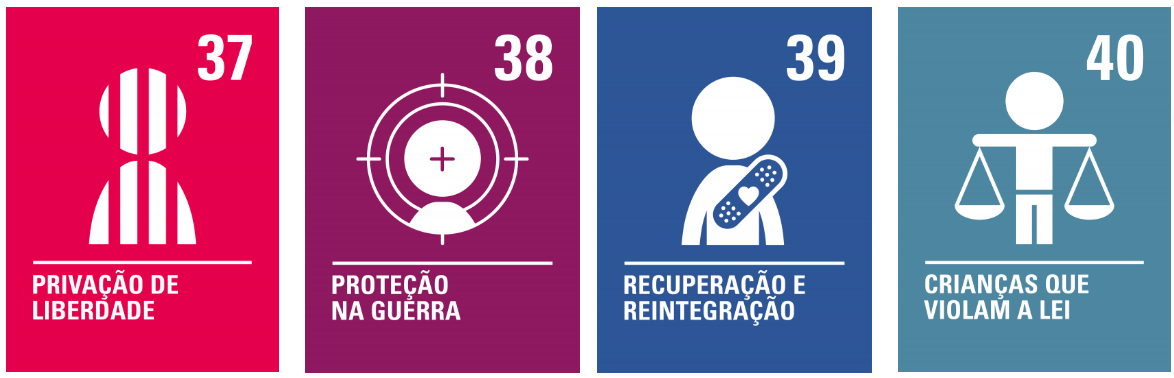 37
PRIVAÇÃO DE
LIBERDADE
38
PROTEÇÃO
NA GUERRA
39
RECUPERAÇÃO E
REINTEGRAÇÃO
40
CRIANÇAS QUE
VIOLAM A LEI